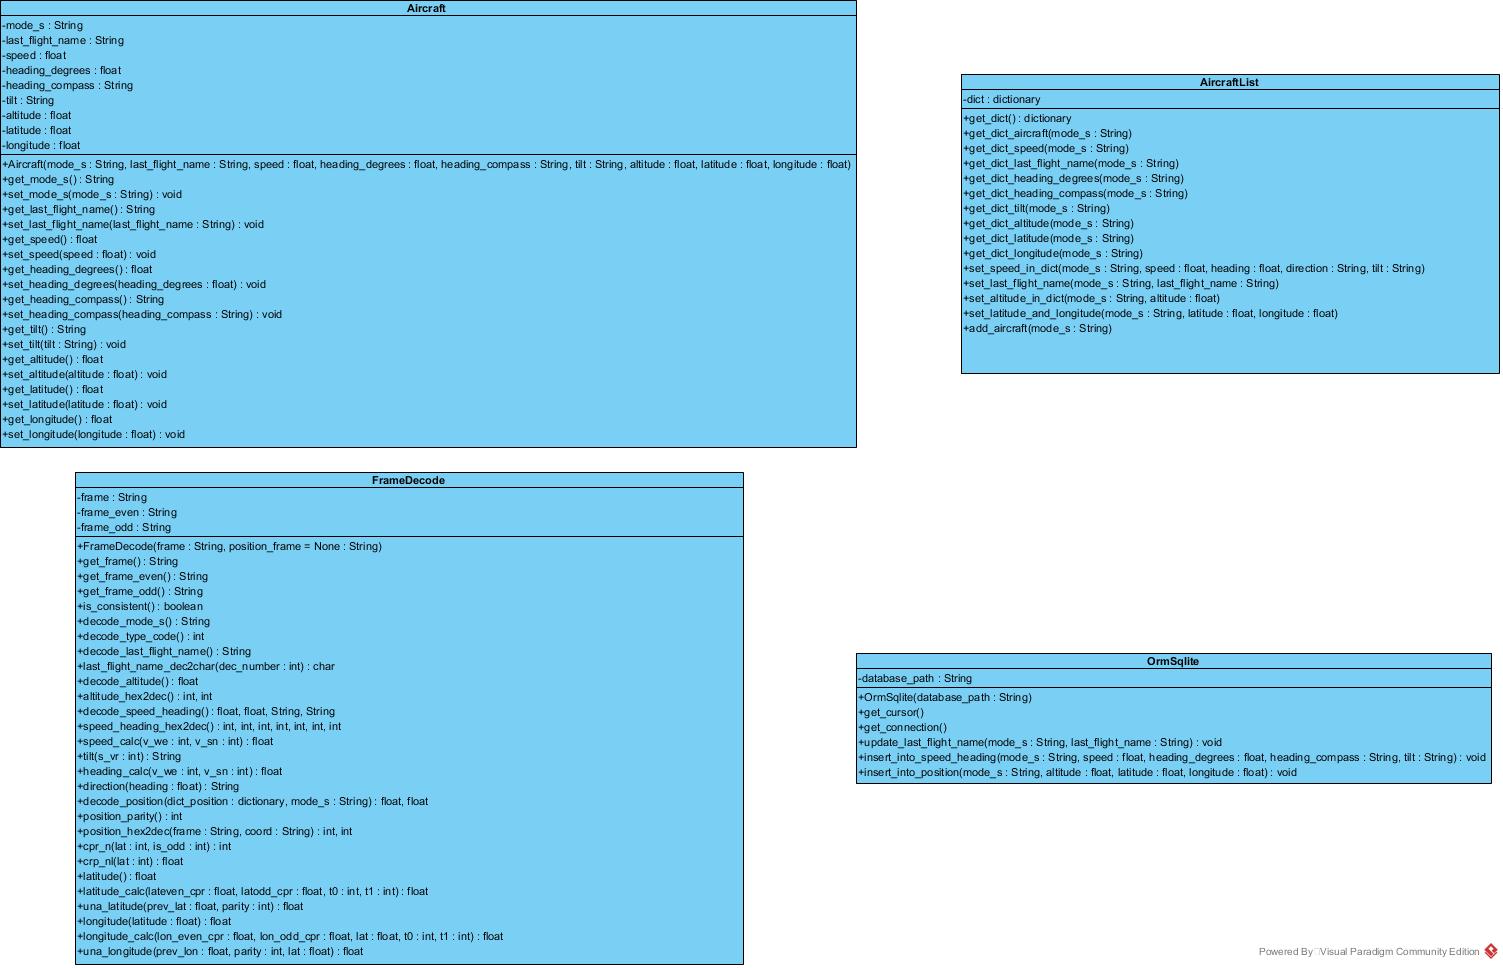 Aircraft
-mode_s : String
-last_flight_name : String
-speed : float
-heading_degrees : float
-heading_compass : String
-tilt : String
-altitude : float
-latitude : float
-longitude : float
+Aircraft(mode_s : String, last_flight_name : String, speed : float, heading_degrees : float, heading_compass : String, tilt : String, altitude : float, latitude : float, longitude : float)
+get_mode_s() : String
+set_mode_s(mode_s : String) : void
+get_last_flight_name() : String
+set_last_flight_name(last_flight_name : String) : void
+get_speed() : float
+set_speed(speed : float) : void
+get_heading_degrees() : float
+set_heading_degrees(heading_degrees : float) : void
+get_heading_compass() : String
+set_heading_compass(heading_compass : String) : void
+get_tilt() : String
+set_tilt(tilt : String) : void
+get_altitude() : float
+set_altitude(altitude : float) : void
+get_latitude() : float
+set_latitude(latitude : float) : void
+get_longitude() : float
+set_longitude(longitude : float) : void
AircraftList
-dict : dictionary
+get_dict() : dictionary
+get_dict_aircraft(mode_s : String)
+get_dict_speed(mode_s : String)
+get_dict_last_flight_name(mode_s : String)
+get_dict_heading_degrees(mode_s : String)
+get_dict_heading_compass(mode_s : String)
+get_dict_tilt(mode_s : String)
+get_dict_altitude(mode_s : String)
+get_dict_latitude(mode_s : String)
+get_dict_longitude(mode_s : String)
+set_speed_in_dict(mode_s : String, speed : float, heading : float, direction : String, tilt : String)
+set_last_flight_name(mode_s : String, last_flight_name : String)
+set_altitude_in_dict(mode_s : String, altitude : float)
+set_latitude_and_longitude(mode_s : String, latitude : float, longitude : float)
+add_aircraft(mode_s : String)
FrameDecode
-frame : String
-frame_even : String
-frame_odd : String
+FrameDecode(frame : String, position_frame = None : String)
+get_frame() : String
+get_frame_even() : String
+get_frame_odd() : String
+is_consistent() : boolean
+decode_mode_s() : String
+decode_type_code() : int
+decode_last_flight_name() : String
+last_flight_name_dec2char(dec_number : int) : char
+decode_altitude() : float
+altitude_hex2dec() : int, int
+decode_speed_heading() : float, float, String, String
+speed_heading_hex2dec() : int, int, int, int, int, int, int
+speed_calc(v_we : int, v_sn : int) : float
+tilt(s_vr : int) : String
+heading_calc(v_we : int, v_sn : int) : float
+direction(heading : float) : String
+decode_position(dict_position : dictionary, mode_s : String) : float, float
+position_parity() : int
+position_hex2dec(frame : String, coord : String) : int, int
+cpr_n(lat : int, is_odd : int) : int
+crp_nl(lat : int) : float
+latitude() : float
+latitude_calc(lateven_cpr : float, latodd_cpr : float, t0 : int, t1 : int) : float
+una_latitude(prev_lat : float, parity : int) : float
+longitude(latitude : float) : float
+longitude_calc(lon_even_cpr : float, lon_odd_cpr : float, lat : float, t0 : int, t1 : int) : float
+una_longitude(prev_lon : float, parity : int, lat : float) : float
OrmSqlite
-database_path : String
+OrmSqlite(database_path : String)
+get_cursor()
+get_connection()
+update_last_flight_name(mode_s : String, last_flight_name : String) : void
+insert_into_speed_heading(mode_s : String, speed : float, heading_degrees : float, heading_compass : String, tilt : String) : void
+insert_into_position(mode_s : String, altitude : float, latitude : float, longitude : float) : void
Powered By Visual Paradigm Community Edition